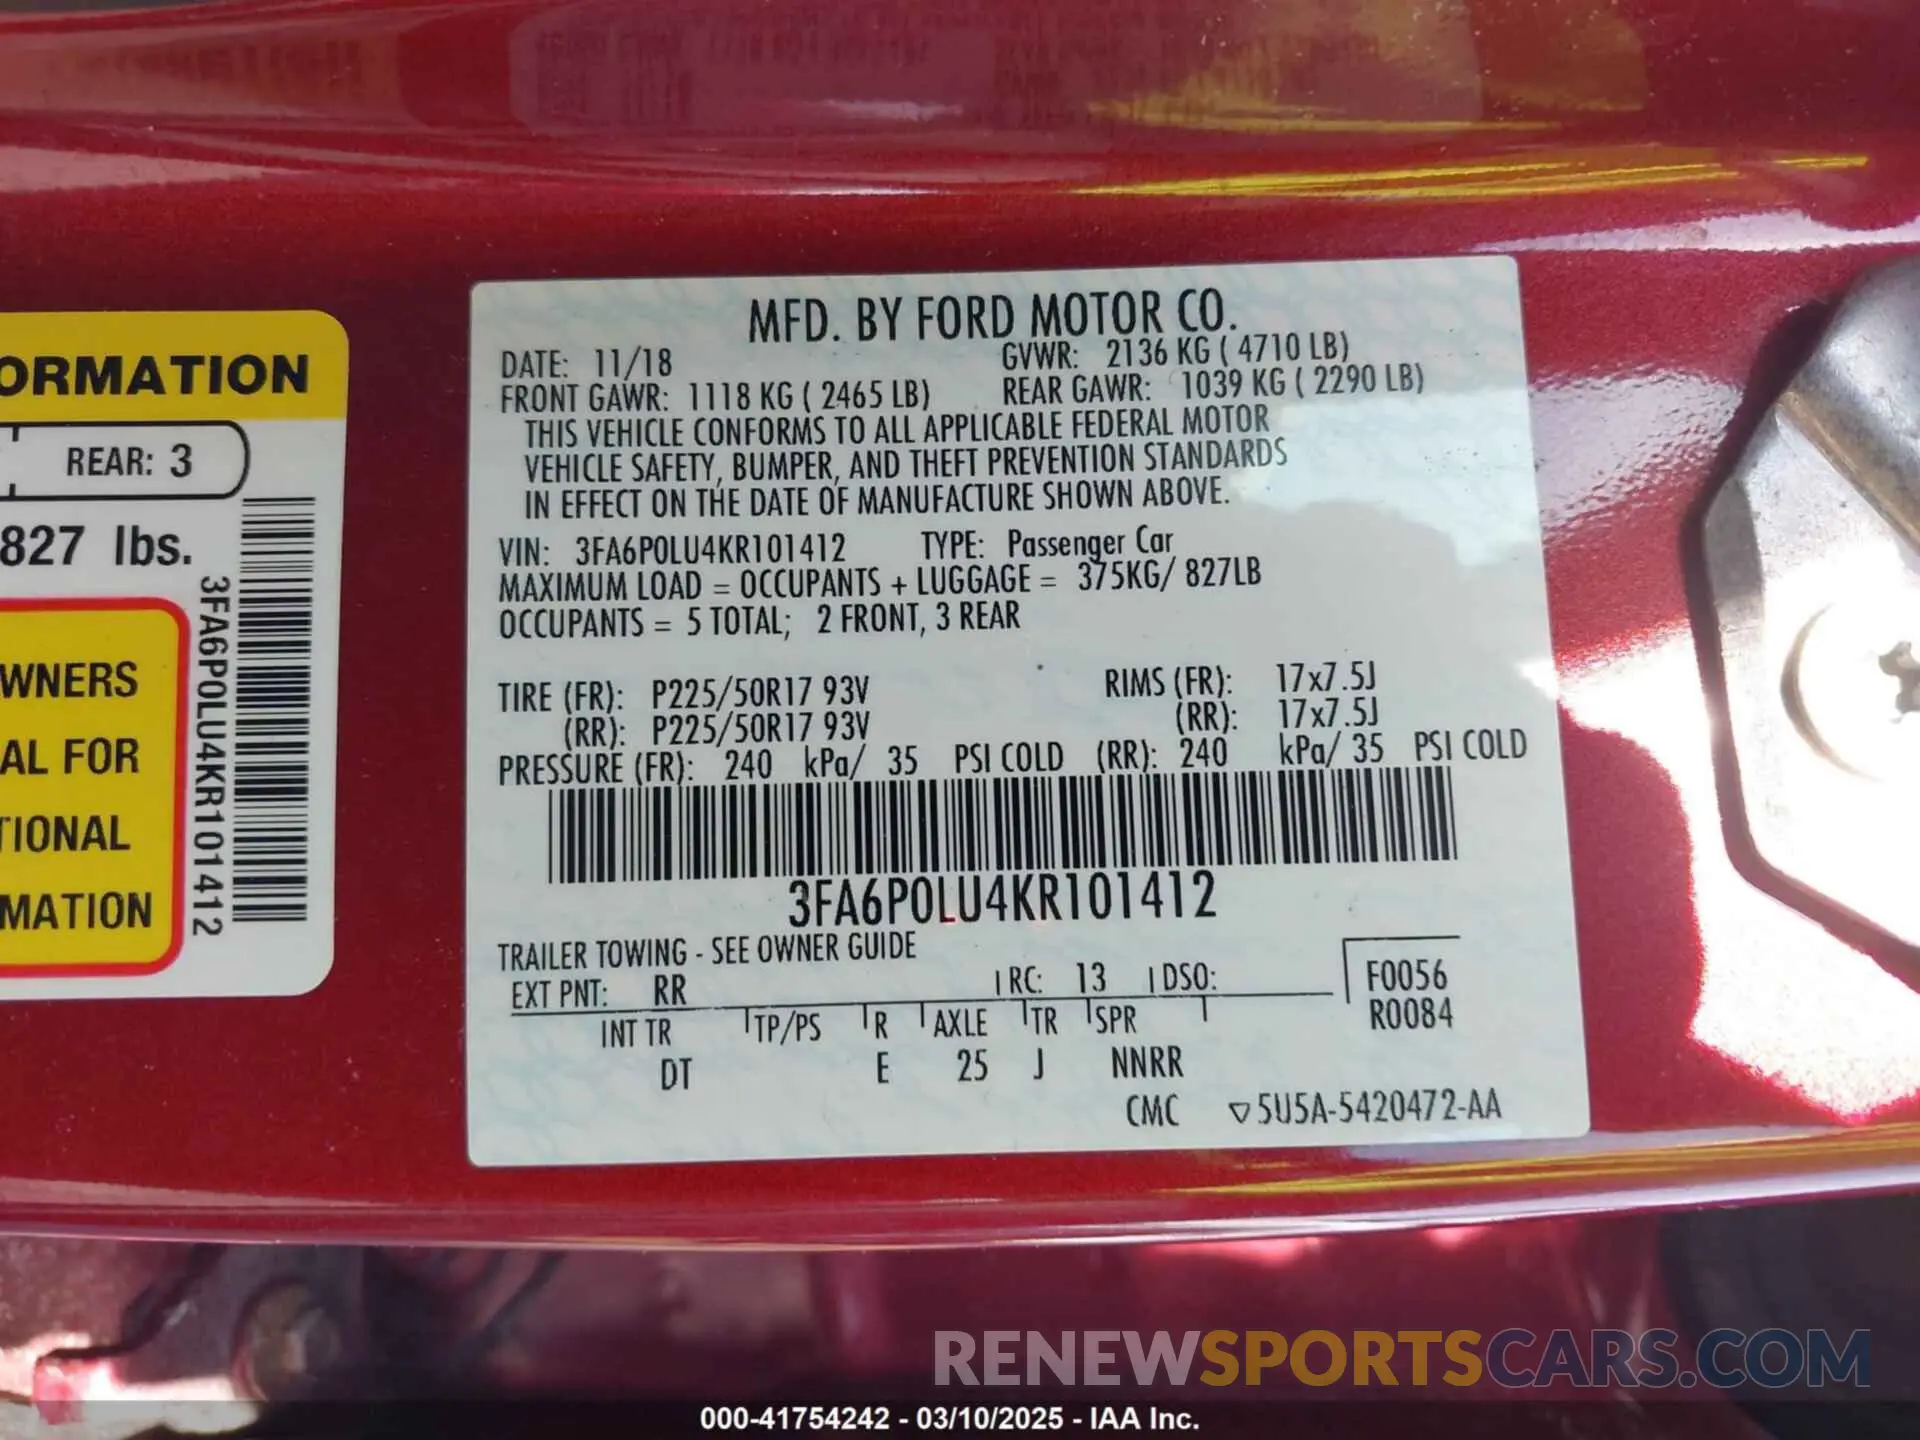 ORMATION
REAR: 3
827 lbs.
3FA6P0LU4KR101412
WNERS
AL FOR
TIONAL
MATION
MFD. BY FORD MOTOR CO.
DATE: 11/18 GVWR: 2136 KG ( 4710 LB)
FRONT GAWR: 1118 KG ( 2465 LB) REAR GAWR: 1039 KG ( 2290 LB)
THIS VEHICLE CONFORMS TO ALL APPLICABLE FEDERAL MOTOR
VEHICLE SAFETY, BUMPER, AND THEFT PREVENTION STANDARDS
IN EFFECT ON THE DATE OF MANUFACTURE SHOWN ABOVE.
VIN: 3FA6P0LU4KR101412 TYPE: Passenger Car
MAXIMUM LOAD = OCCUPANTS + LUGGAGE = 375KG/ 827LB
OCCUPANTS = 5 TOTAL; 2 FRONT, 3 REAR
TIRE (FR): P225/50R17 93V RIMS (FR): 17x7.5J
(RR): P225/50R17 93V (RR): 17x7.5J
PRESSURE (FR): 240 kPa/ 35 PSI COLD (RR): 240 kPa/ 35 PSI COLD
3FA6P0LU4KR101412
TRAILER TOWING - SEE OWNER GUIDE
EXT PNT: RR RC: 13 DSO: F0056
R0084
INT TR TP/PS R AXLE TR SPR
DT E 25 J NNRR
CMC ▽5U5A-5420472-AA
RENEWSPORTSCARS.COM
000-41754242 - 03/10/2025 - IAA Inc.